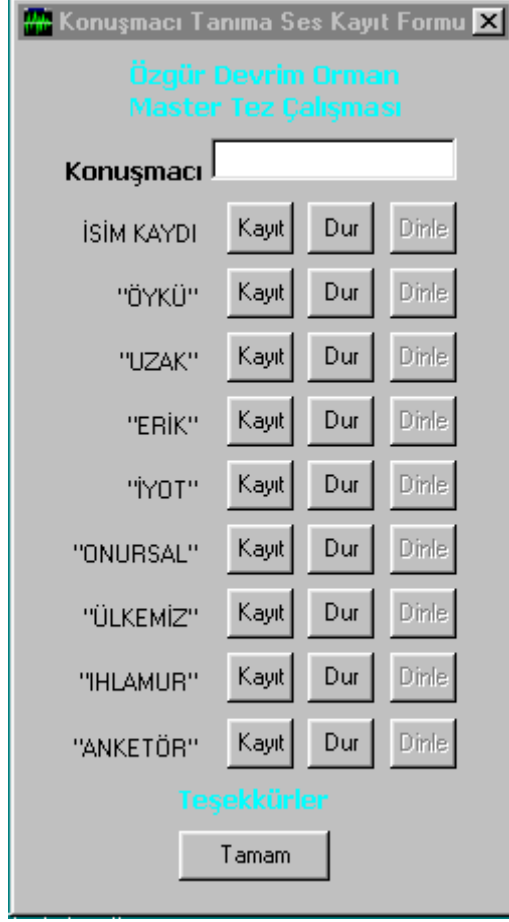 Konuşmacı Tanıma Ses Kayıt Formu
Özgür Devrim Orman
Master Tez Çalışması
Konuşmacı
İSİM KAYDI Kayıt Dur Dinle
"ÖYKÜ" Kayıt Dur Dinle
"UZAK" Kayıt Dur Dinle
"ERİK" Kayıt Dur Dinle
"İYOT" Kayıt Dur Dinle
"ONURSAL" Kayıt Dur Dinle
"ÜLKEMİZ" Kayıt Dur Dinle
"IHLAMUR" Kayıt Dur Dinle
"ANKETÖR" Kayıt Dur Dinle
Teşekkürler
Tamam